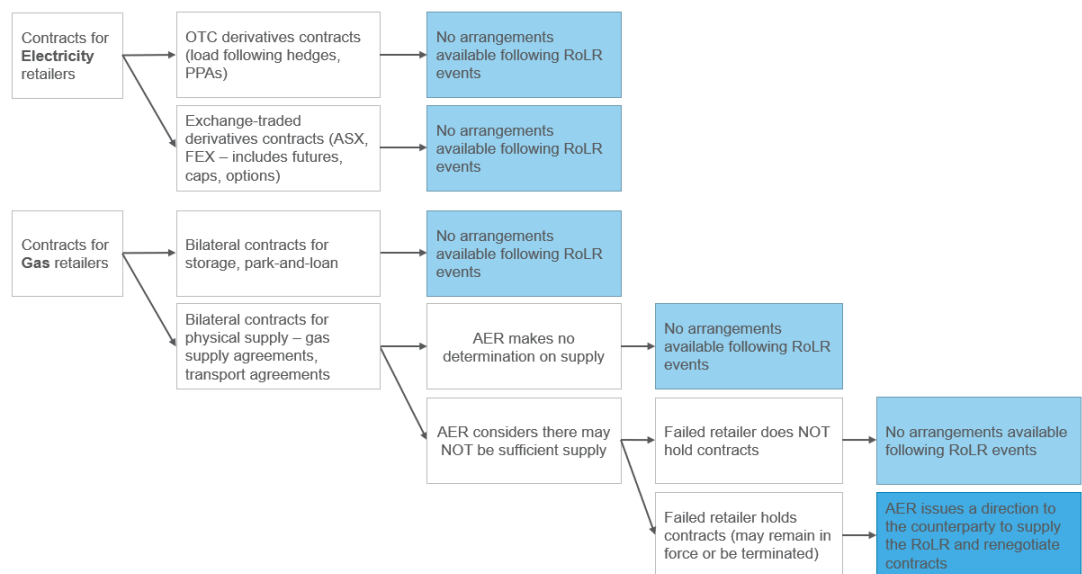 Contracts for
Electricity
retailers
OTC derivatives contracts
(load following hedges,
PPAs)
No arrangements
available following RoLR
events
Exchange-traded
derivatives contracts (ASX,
FEX – includes futures,
caps, options)
No arrangements
available following RoLR
events
Contracts for
Gas retailers
Bilateral contracts for
storage, park-and-loan
No arrangements
available following RoLR
events
Bilateral contracts for
physical supply – gas
supply agreements,
transport agreements
AER makes no
determination on supply
No arrangements
available following RoLR
events
AER considers there may
NOT be sufficient supply
Failed retailer does NOT
hold contracts
No arrangements available
following RoLR events
Failed retailer holds
contracts (may remain in
force or be terminated)
AER issues a direction to
the counterparty to supply
the RoLR and renegotiate
contracts